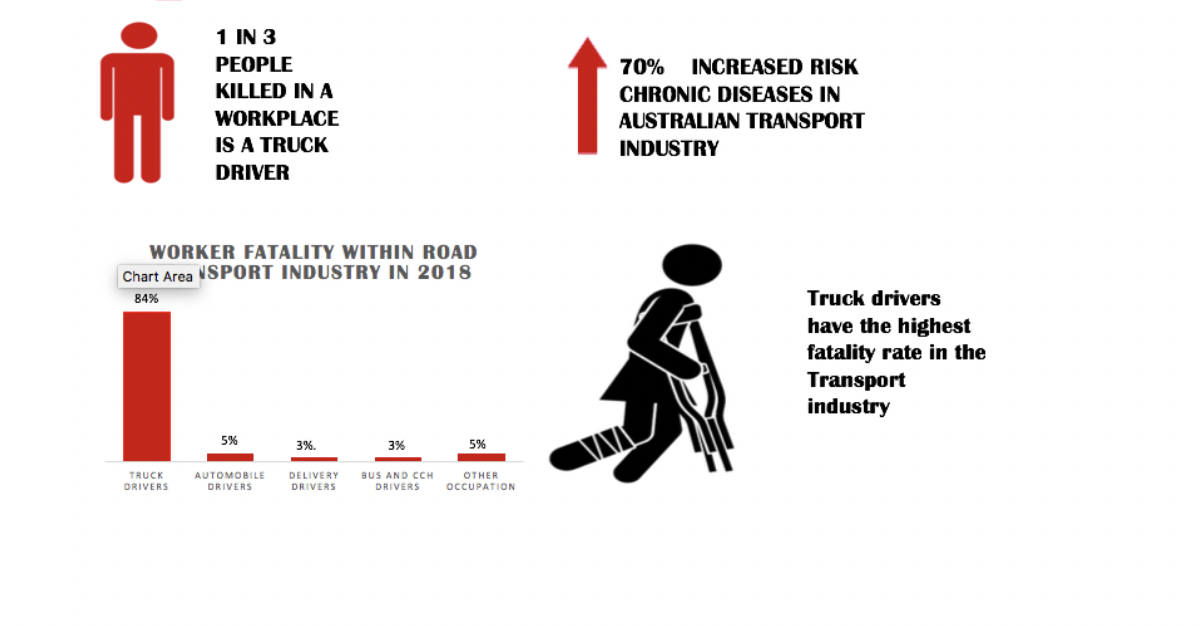 1 IN 3
PEOPLE
KILLED IN A
WORKPLACE
IS A TRUCK
DRIVER
70% INCREASED RISK
CHRONIC DISEASES IN
AUSTRALIAN TRANSPORT
INDUSTRY
WORKER FATALITY WITHIN ROAD
NSPORT INDUSTRY IN 2018
Chart Area
84%
5%
3%.
3%
5%
TRUCK DRIVERS
AUTOMOBILE DRIVERS
DELIVERY DRIVERS
BUS AND CCH DRIVERS
OTHER OCCUPATION
Truck drivers
have the highest
fatality rate in the
Transport
industry